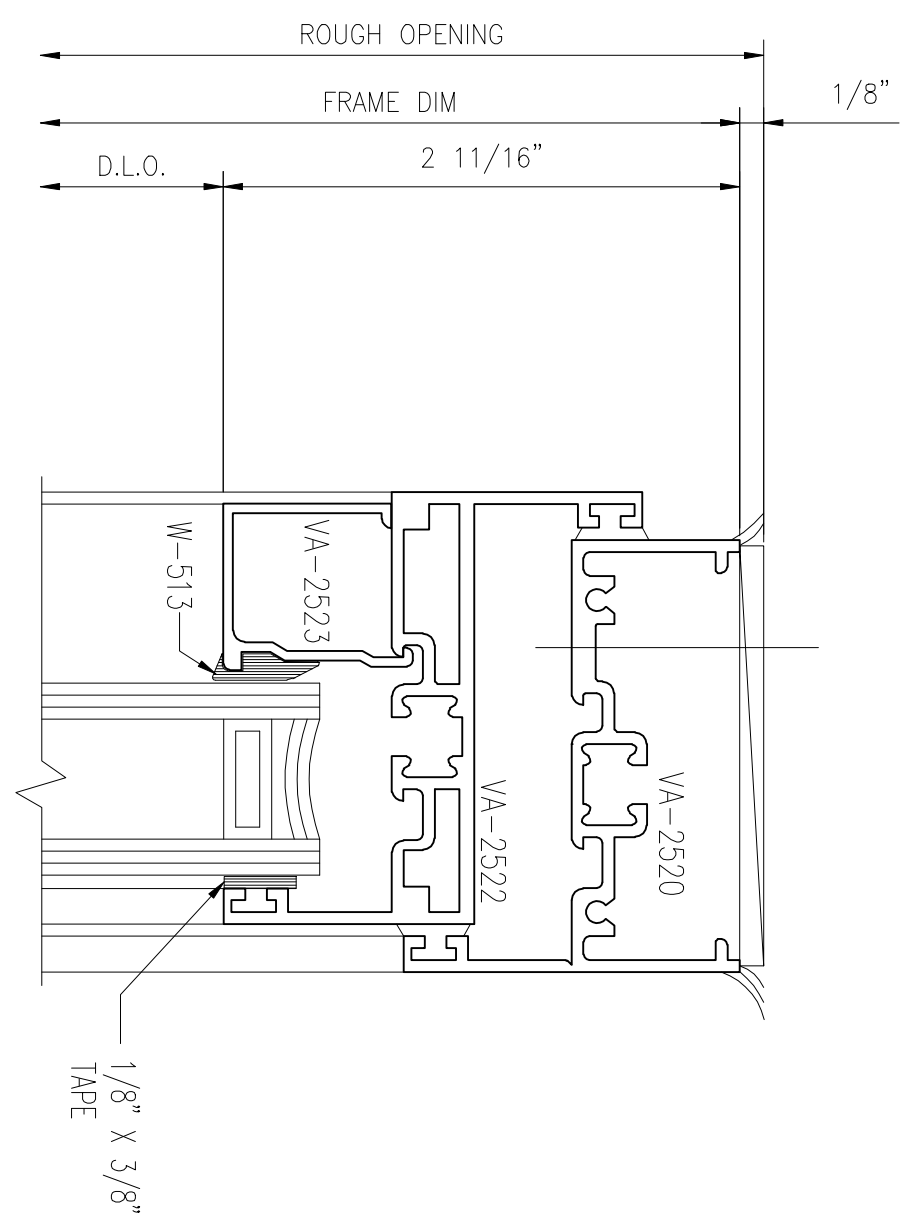 ROUGH OPENING
FRAME DIM
1/8"
D.L.O.
2 11/16"
W-513
VA-2523
VA-2522
VA-2520
1/8" X 3/8"
TAPE